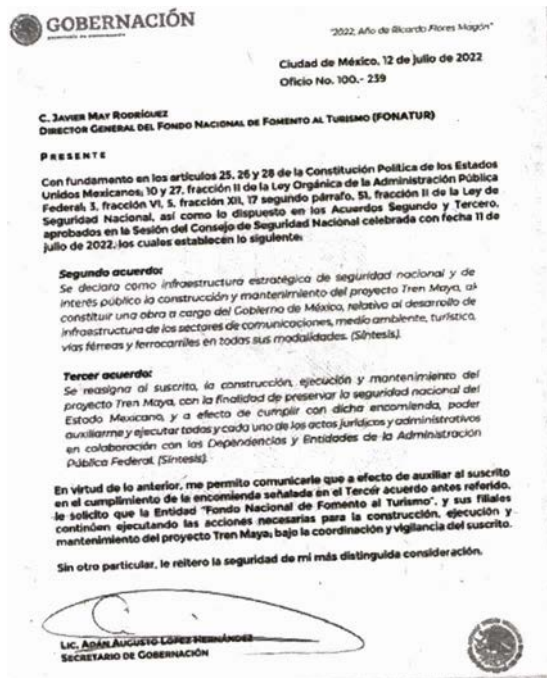 GOBERNACIÓN
SECRETARÍA DE GOBERNACIÓN
"2022, Año de Ricardo Flores Magón"
Ciudad de México, 12 de julio de 2022
Oficio No. 100.- 239
C. JAVIER MAY RODRÍGUEZ
DIRECTOR GENERAL DEL FONDO NACIONAL DE FOMENTO AL TURISMO (FONATUR)
PRESENTE
Con fundamento en los artículos 25, 26 y 28 de la Constitución Política de los Estados
Unidos Mexicanos; 10 y 27, fracción II de la Ley Orgánica de la Administración Pública
Federal; 3, fracción VI, 5, fracción XII, 17 segundo párrafo, 51, fracción II de la Ley de
Seguridad Nacional, así como lo dispuesto en los Acuerdos Segundo y Tercero,
aprobados en la Sesión del Consejo de Seguridad Nacional celebrada con fecha 11 de
julio de 2022, los cuales establecen lo siguiente:
Segundo acuerdo:
Se declara como infraestructura estratégica de seguridad nacional y de
interés público la construcción y mantenimiento del proyecto Tren Maya, al
constituir una obra a cargo del Gobierno de México, relativo al desarrollo de
infraestructura de los sectores de comunicaciones, medio ambiente, turístico,
vías férreas y ferrocarriles en todas sus modalidades. (Síntesis).
Tercer acuerdo:
Se reasigna al suscrito, la construcción, ejecución y mantenimiento del
proyecto Tren Maya, con la finalidad de preservar la seguridad nacional del
Estado Mexicano, y a efecto de cumplir con dicha encomienda, poder
auxiliarme y ejecutar todos y cada uno de los actos jurídicos y administrativos
en colaboración con las Dependencias y Entidades de la Administración
Pública Federal. (Síntesis).
En virtud de lo anterior, me permito comunicarle que a efecto de auxiliar al suscrito
en el cumplimiento de la encomienda señalada en el Tercer acuerdo antes referido,
le solicito que la Entidad "Fondo Nacional de Fomento al Turismo", y sus filiales
continúen ejecutando las acciones necesarias para la construcción, ejecución y
mantenimiento del proyecto Tren Maya; bajo la coordinación y vigilancia del suscrito.
Sin otro particular, le reitero la seguridad de mi más distinguida consideración.
LIC. ADÁN AUGUSTO LÓPEZ HERNÁNDEZ
SECRETARIO DE GOBERNACIÓN